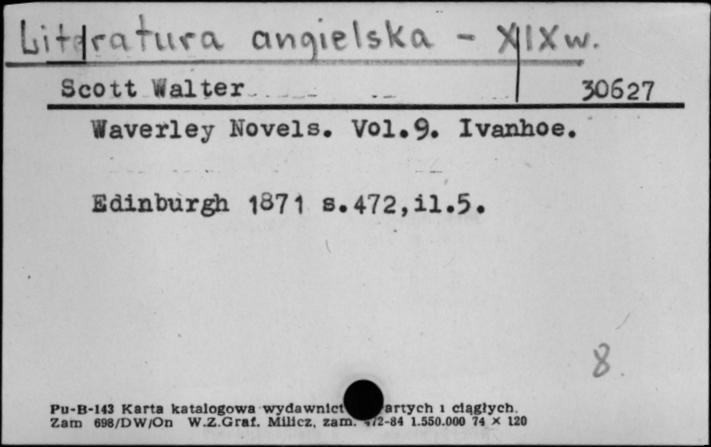 Literatura angielska - XIX w.
Scott Walter 30627
Waverley Novels. Vol.9. Ivanhoe.
Edinburgh 1871 s.472,il.5.
8.
Pu-B-143 Karta katalogowa wydawnict artych i ciągłych.
Zam 698/DW/On W.Z.Graf. Milicz, zam. 2-84 1.550.000 74 × 120